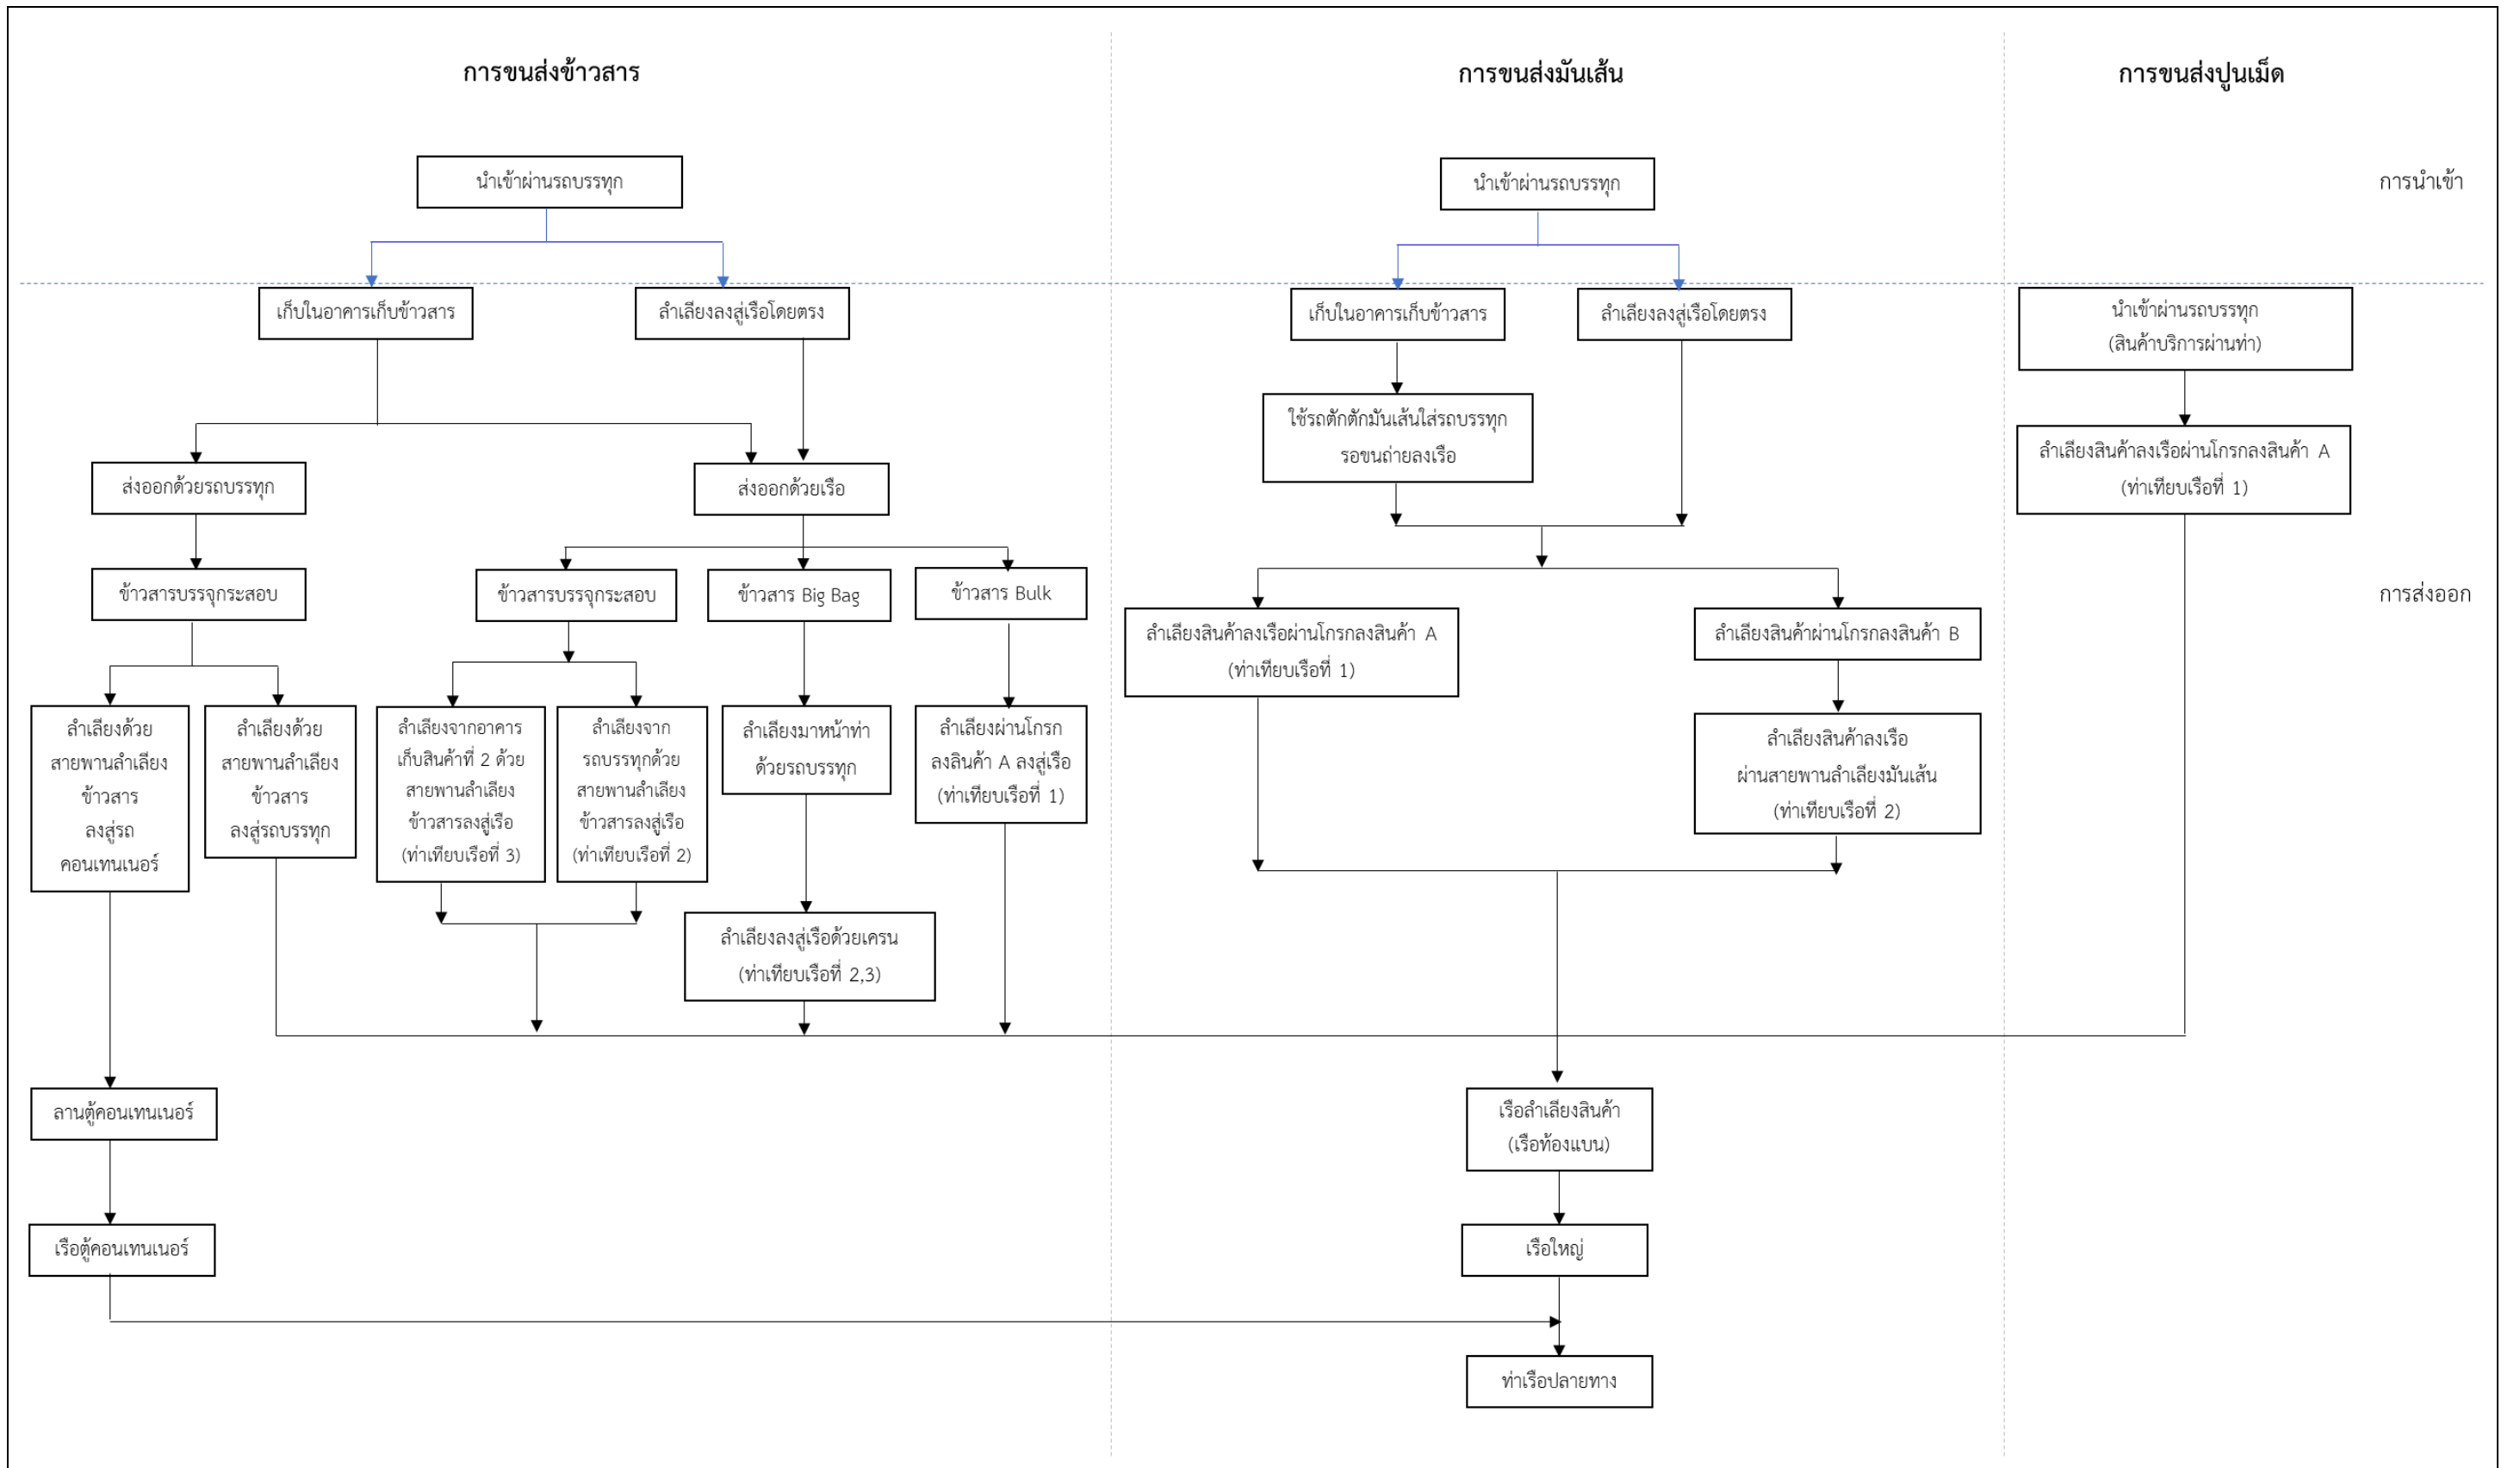 การขนส่งข้าวสาร
การขนส่งมันเส้น
การขนส่งปูนเม็ด
นำเข้าผ่านรถบรรทุก
นำเข้าผ่านรถบรรทุก
การนำเข้า
เก็บในอาคารเก็บข้าวสาร
ลำเลียงลงสู่เรือโดยตรง
เก็บในอาคารเก็บข้าวสาร
ลำเลียงลงสู่เรือโดยตรง
นำเข้าผ่านรถบรรทุก
(สินค้าบริการผ่านท่า)
ใช้รถตักตักมันเส้นใส่รถบรรทุก
รอขนถ่ายลงเรือ
ลำเลียงสินค้าลงเรือผ่านโกรกลงสินค้า A
(ท่าเทียบเรือที่ 1)
ส่งออกด้วยรถบรรทุก
ส่งออกด้วยเรือ
ข้าวสารบรรจุกระสอบ
ข้าวสารบรรจุกระสอบ
ข้าวสาร Big Bag
ข้าวสาร Bulk
การส่งออก
ลำเลียงสินค้าลงเรือผ่านโกรกลงสินค้า A
(ท่าเทียบเรือที่ 1)
ลำเลียงสินค้าผ่านโกรกลงสินค้า B
ลำเลียงด้วย
สายพานลำเลียง
ข้าวสาร
ลงสู่รถ
คอนเทนเนอร์
ลำเลียงด้วย
สายพานลำเลียง
ข้าวสาร
ลงสู่รถบรรทุก
ลำเลียงจากอาคาร
เก็บสินค้าที่ 2 ด้วย
สายพานลำเลียง
ข้าวสารลงสู่เรือ
(ท่าเทียบเรือที่ 3)
ลำเลียงจาก
รถบรรทุกด้วย
สายพานลำเลียง
ข้าวสารลงสู่เรือ
(ท่าเทียบเรือที่ 2)
ลำเลียงมาหน้าท่า
ด้วยรถบรรทุก
ลำเลียงผ่านโกรก
ลงลินค้า A ลงสู่เรือ
(ท่าเทียบเรือที่ 1)
ลำเลียงสินค้าลงเรือ
ผ่านสายพานลำเลียงมันเส้น
(ท่าเทียบเรือที่ 2)
ลำเลียงลงสู่เรือด้วยเครน
(ท่าเทียบเรือที่ 2,3)
ลานตู้คอนเทนเนอร์
เรือลำเลียงสินค้า
(เรือท้องแบน)
เรือตู้คอนเทนเนอร์
เรือใหญ่
ท่าเรือปลายทาง